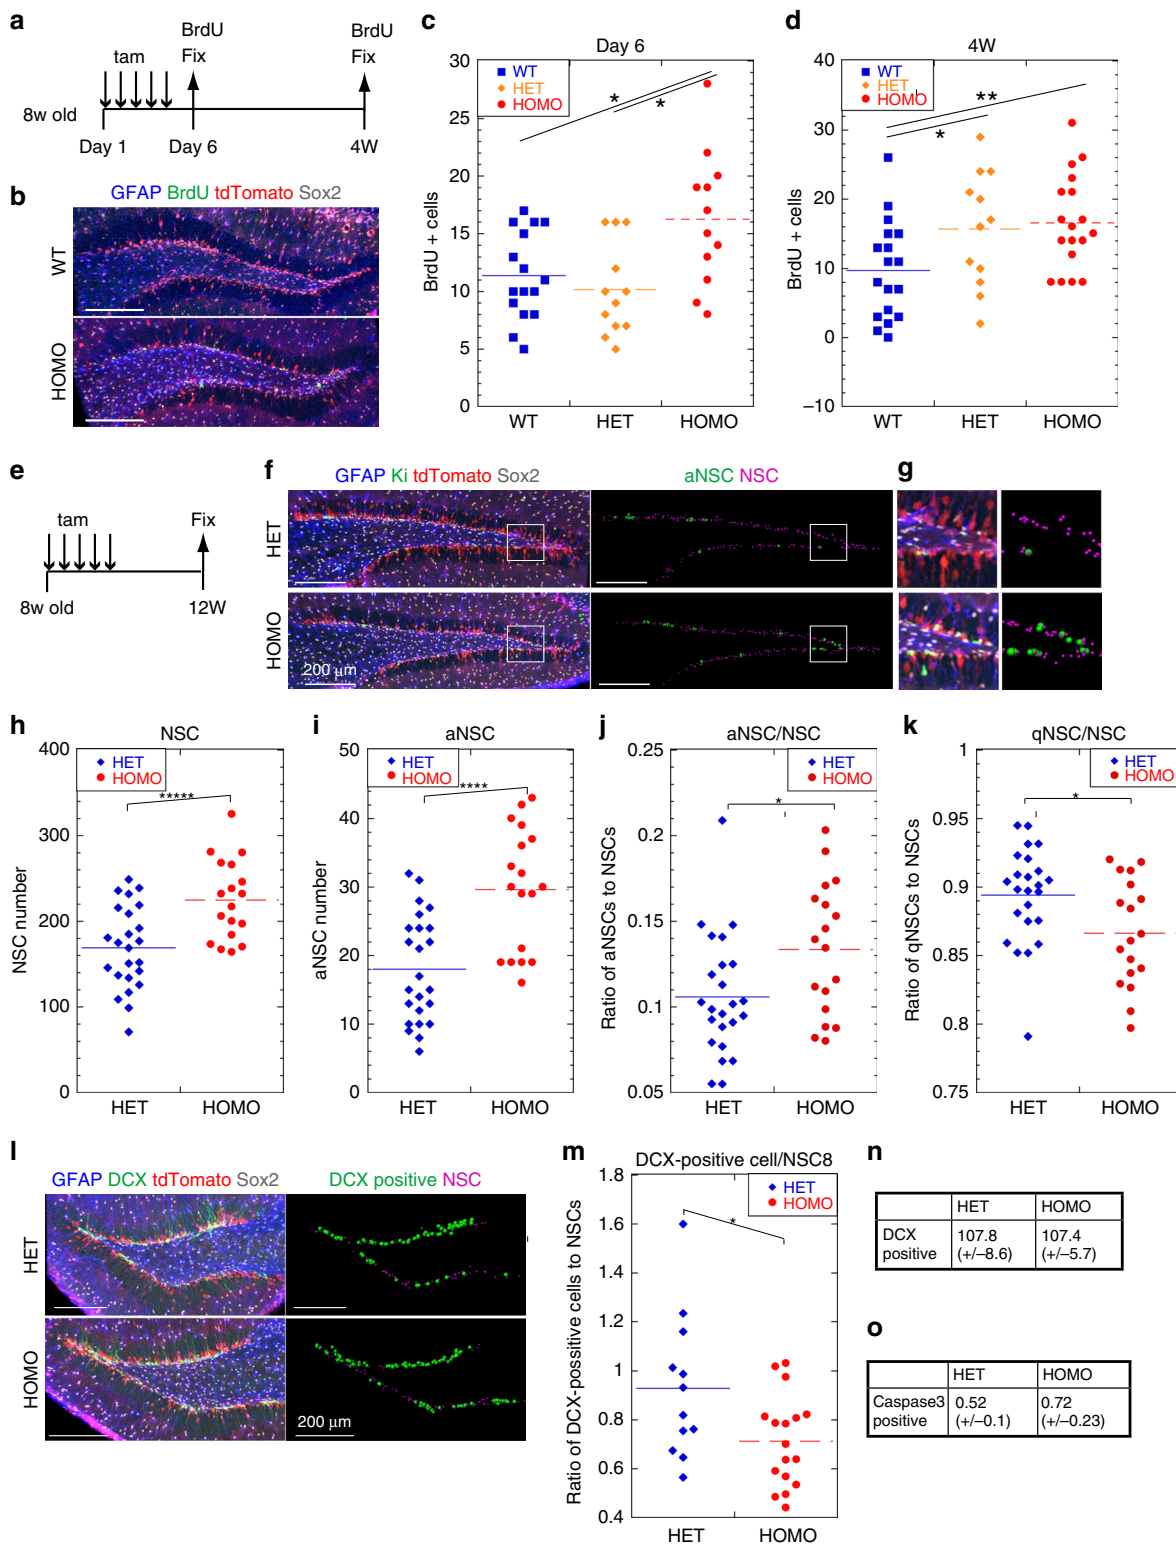 a
tam
BrdU
Fix
BrdU
Fix
8w old
Day 1
Day 6
4W
b
GFAP BrdU tdTomato Sox2
WT
HOMO
c
Day 6
WT
HET
HOMO
*
*
BrdU + cells
30
25
20
15
10
5
0
WT
HET
HOMO
d
4W
WT
HET
HOMO
**
*
BrdU + cells
40
30
20
10
0
–10
WT
HET
HOMO
e
tam
Fix
8w old
12W
f
GFAP Ki tdTomato Sox2
aNSC NSC
HET
HOMO
200 μm
g
h
NSC
HET
HOMO
*****
NSC number
400
300
200
100
0
HET
HOMO
i
aNSC
HET
HOMO
****
aNSC number
50
40
30
20
10
0
HET
HOMO
j
aNSC/NSC
HET
HOMO
*
Ratio of aNSCs to NSCs
0.25
0.2
0.15
0.1
0.05
HET
HOMO
k
qNSC/NSC
HET
HOMO
*
Ratio of qNSCs to NSCs
1
0.95
0.9
0.85
0.8
0.75
HET
HOMO
l
GFAP DCX tdTomato Sox2
DCX positive NSC
HET
HOMO
200 μm
m
DCX-positive cell/NSC8
HET
HOMO
*
Ratio of DCX-possitive cells to NSCs
1.8
1.6
1.4
1.2
1
0.8
0.6
0.4
HET
HOMO
n
HET HOMO
DCX positive 107.8 (+/–8.6) 107.4 (+/–5.7)
o
HET HOMO
Caspase3 positive 0.52 (+/–0.1) 0.72 (+/–0.23)